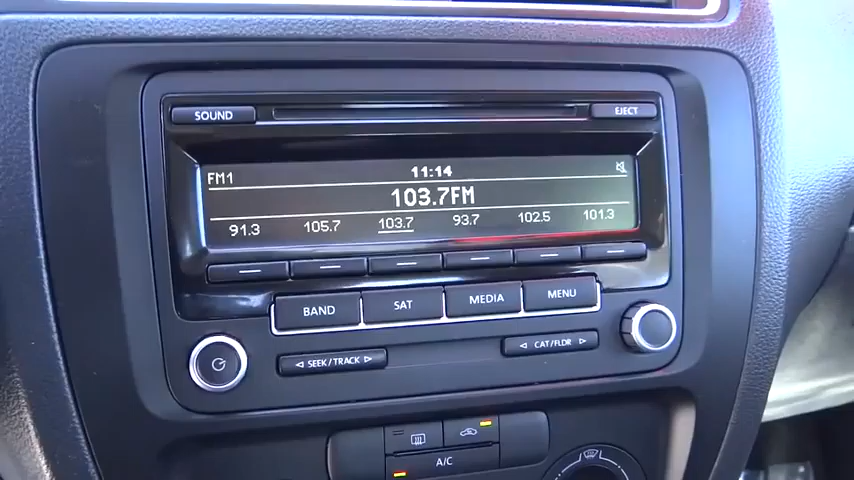 SOUND EJECT
FM1 11:14
103.7FM
91.3 105.7 103.7 93.7 102.5 101.3
BAND SAT MEDIA MENU
SEEK/TRACK CAT/FLDR
A/C